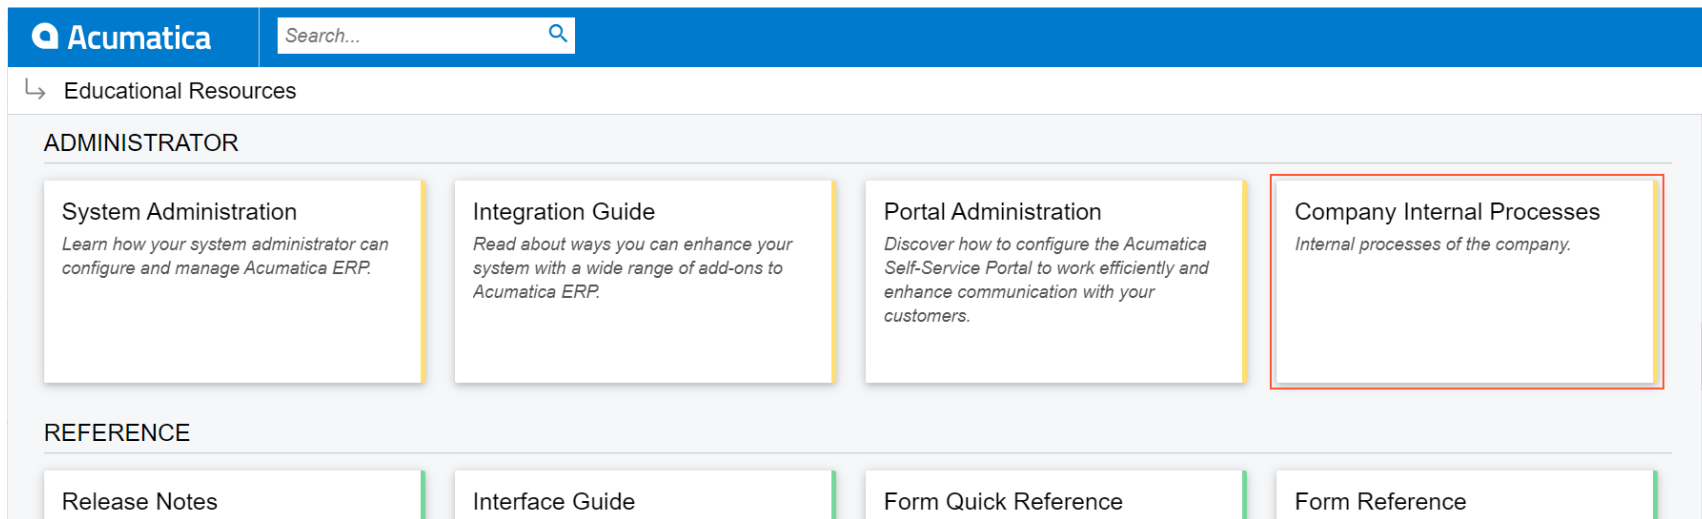 Acumatica
Search...
Educational Resources
ADMINISTRATOR
System Administration
Learn how your system administrator can
configure and manage Acumatica ERP.
Integration Guide
Read about ways you can enhance your
system with a wide range of add-ons to
Acumatica ERP.
Portal Administration
Discover how to configure the Acumatica
Self-Service Portal to work efficiently and
enhance communication with your
customers.
Company Internal Processes
Internal processes of the company.
REFERENCE
Release Notes
Interface Guide
Form Quick Reference
Form Reference